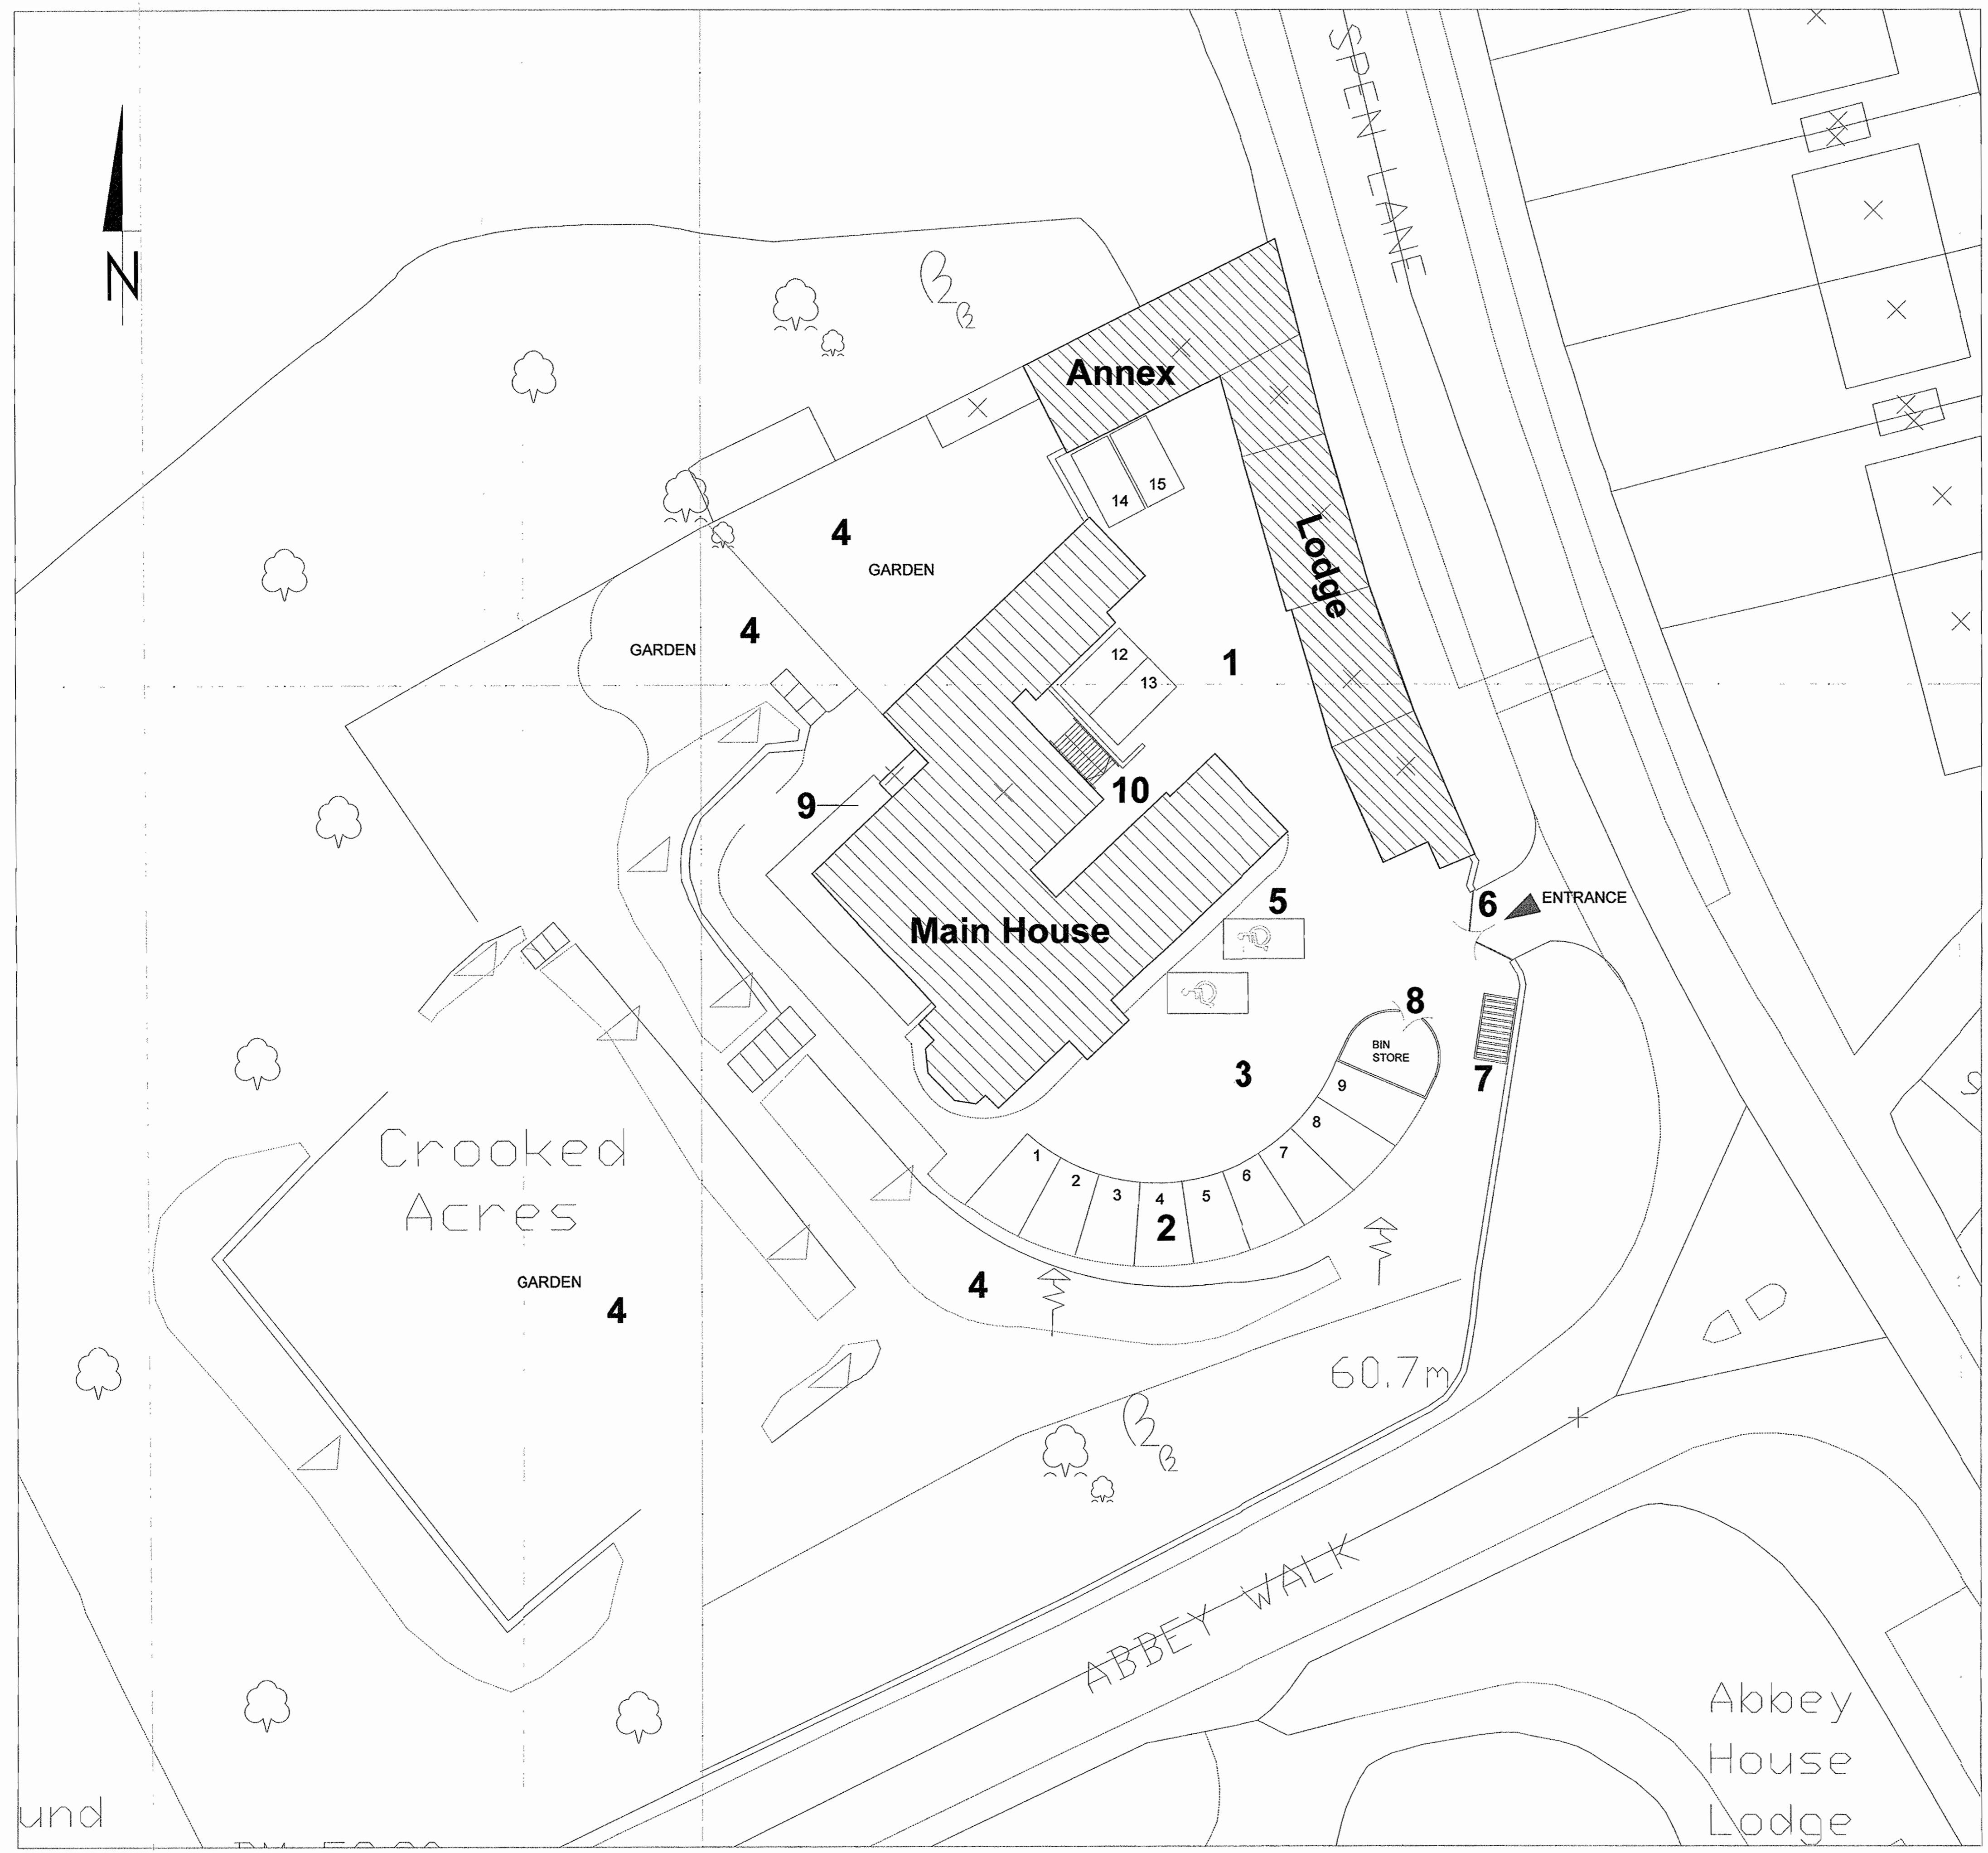 SPEN LANE
N
Annex
15
14
Lodge
4
GARDEN
4
GARDEN
12
13
1
10
9
Main House
5
6
ENTRANCE
8
BIN
STORE
7
3
9
8
7
6
5
4
3
2
1
2
Crooked
Acres
GARDEN
4
4
60.7m
ABBEY WALK
Abbey
House
Lodge
und